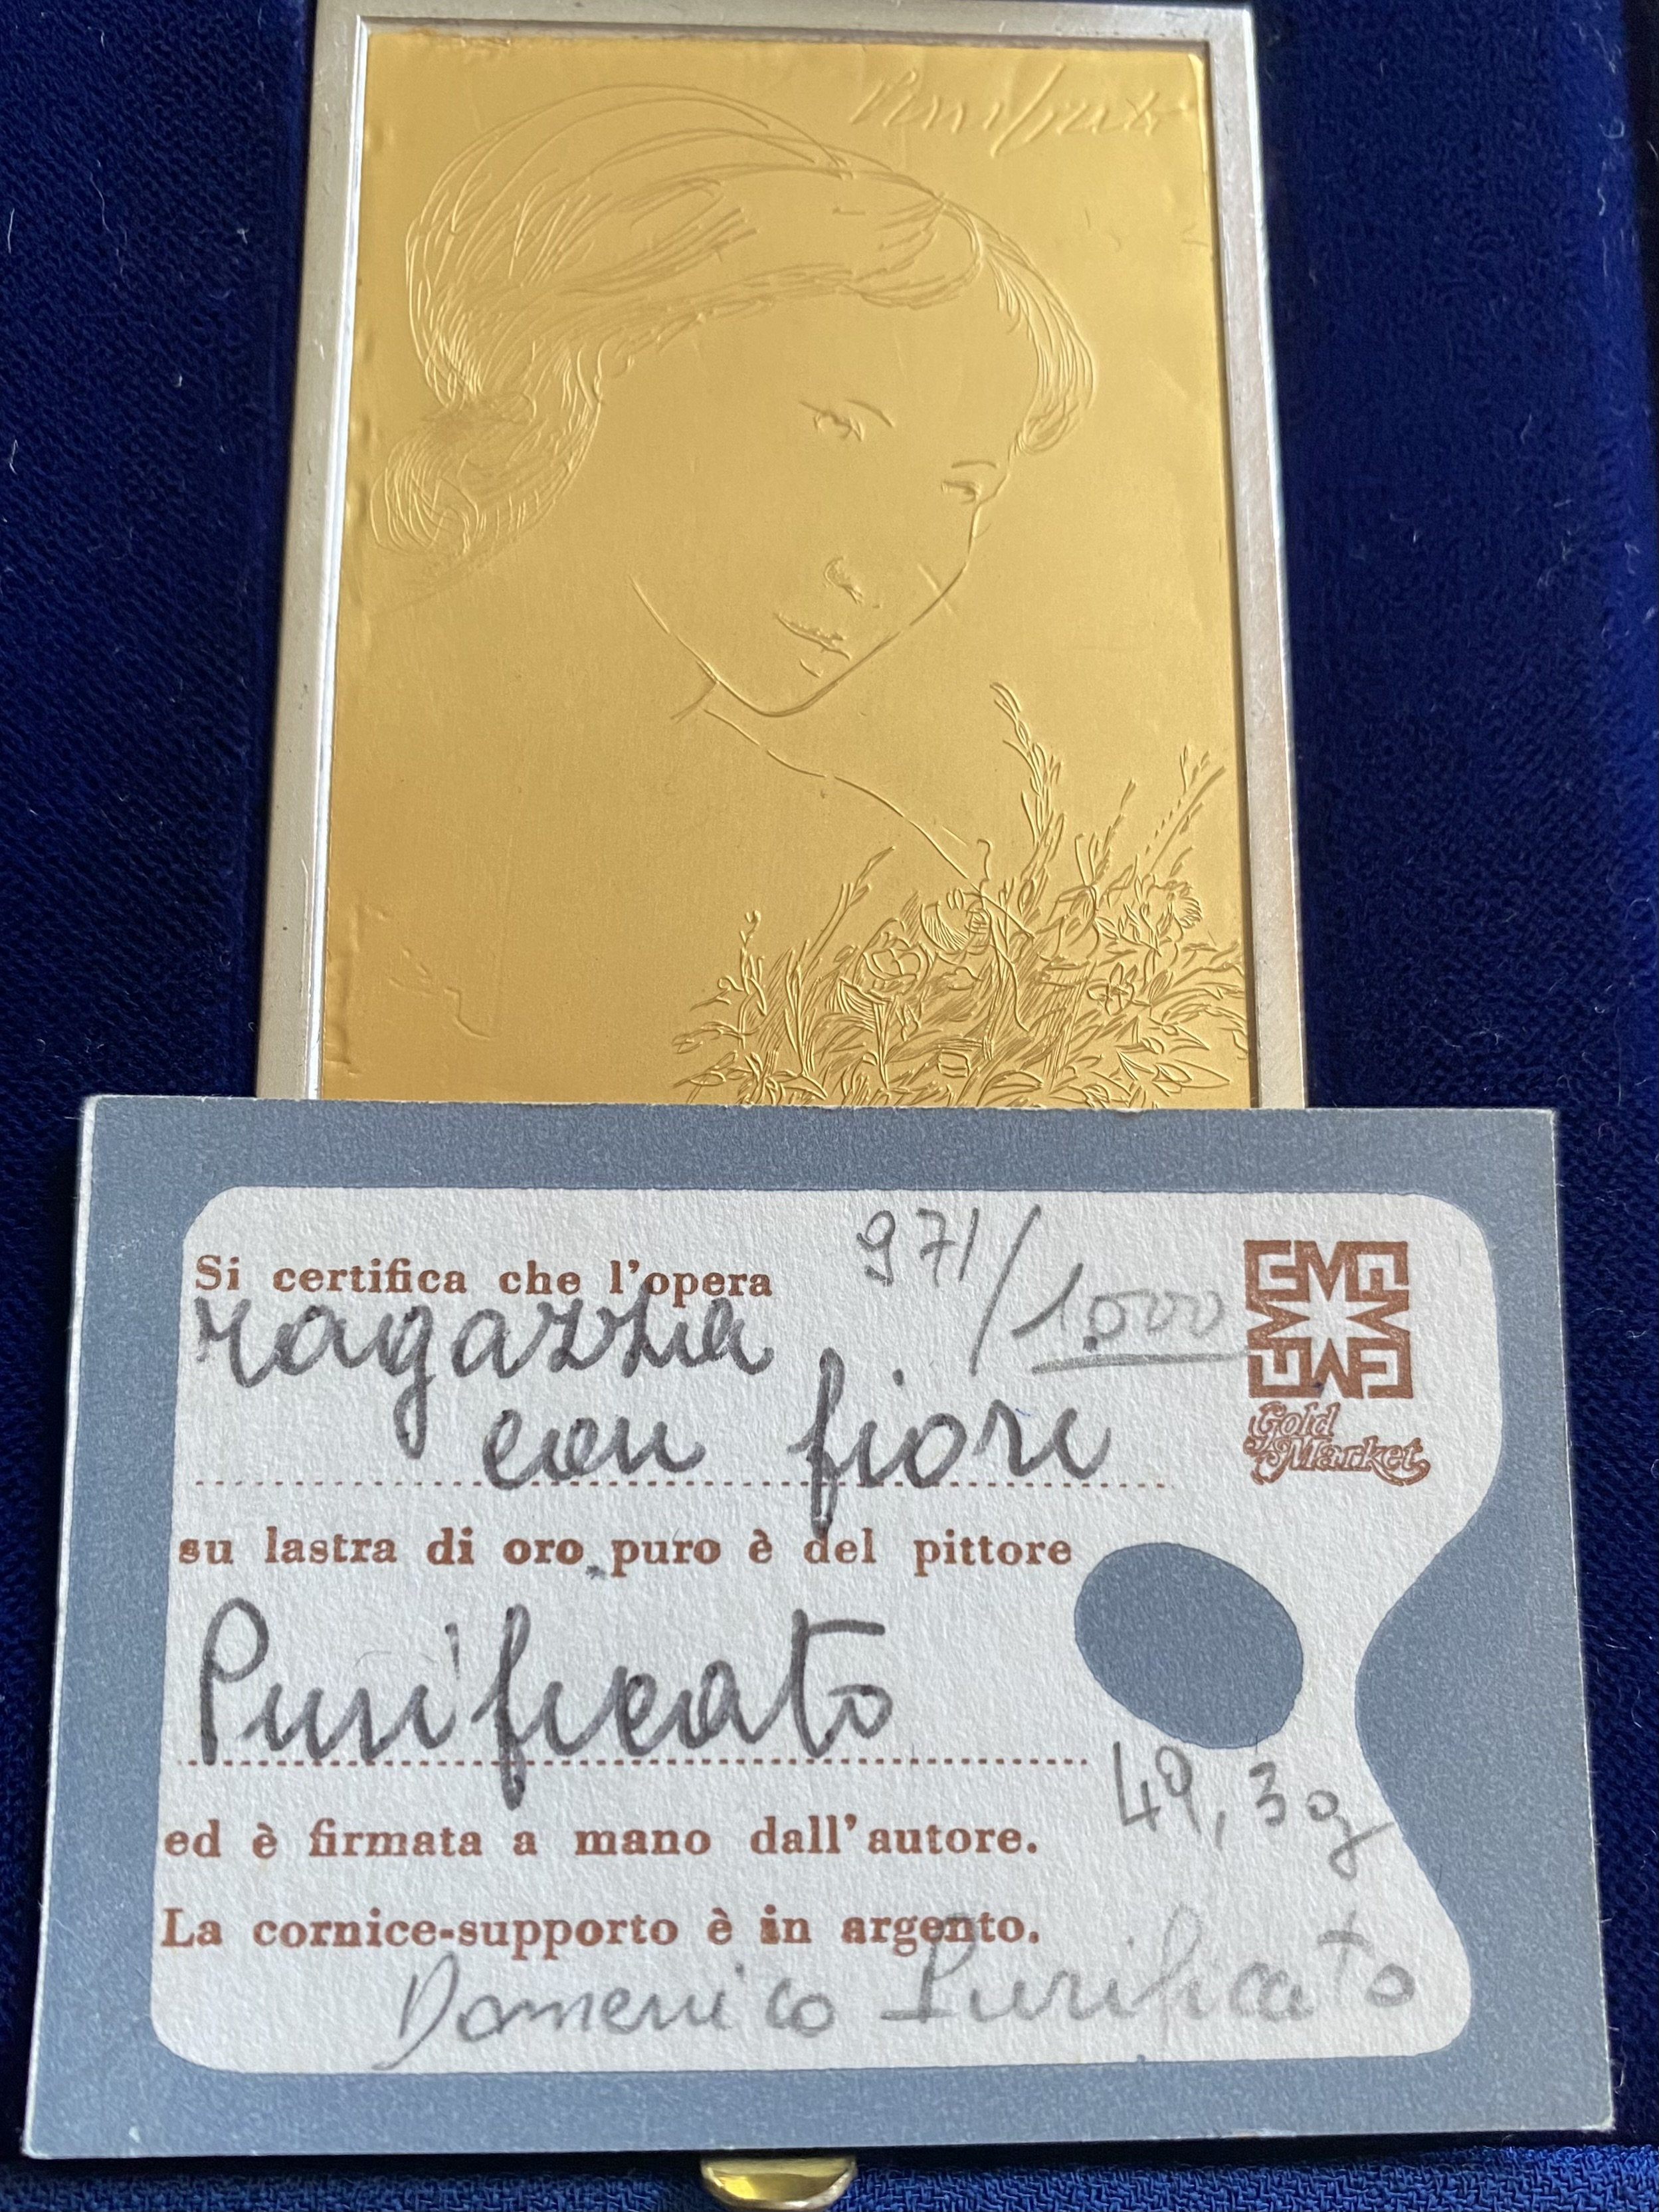 Purificato
Si certifica che l'opera
971/1.000
ragazza
con fiori
Gold
Market
su lastra di oro puro è del pittore
Purificato
49,3 g
ed è firmata a mano dall'autore.
La cornice-supporto è in argento.
Domenico Purificato